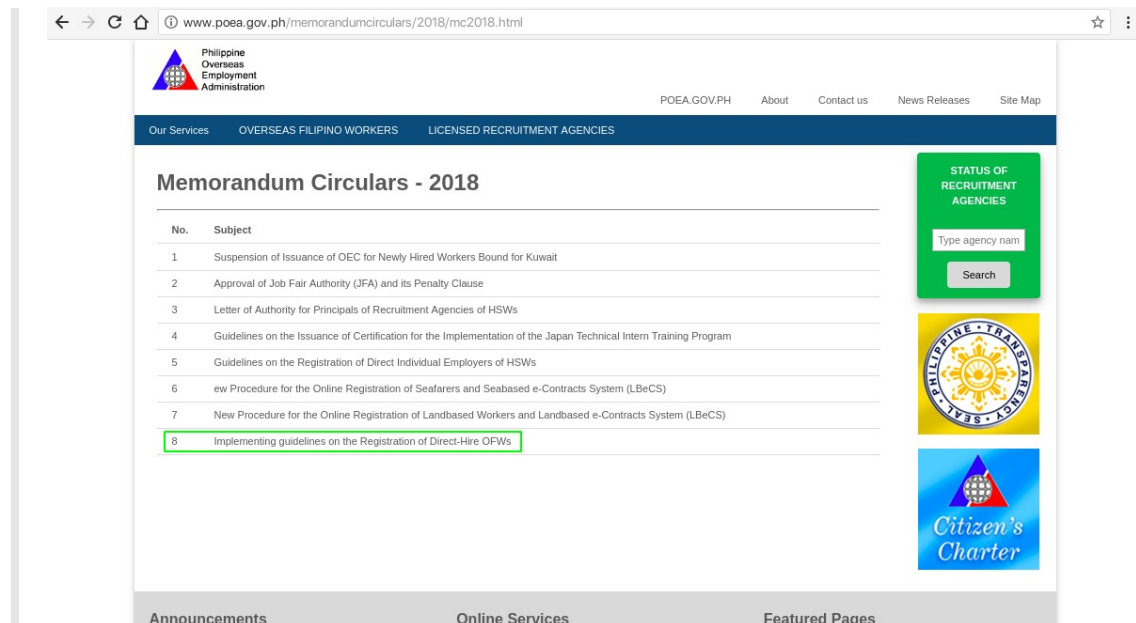 www.poea.gov.ph/memorandumcirculars/2018/mc2018.html
Philippine
Overseas
Employment
Administration
POEA.GOV.PH About Contact us News Releases Site Map
Our Services OVERSEAS FILIPINO WORKERS LICENSED RECRUITMENT AGENCIES
Memorandum Circulars - 2018
No. Subject
1 Suspension of Issuance of OEC for Newly Hired Workers Bound for Kuwait
2 Approval of Job Fair Authority (JFA) and its Penalty Clause
3 Letter of Authority for Principals of Recruitment Agencies of HSWs
4 Guidelines on the Issuance of Certification for the Implementation of the Japan Technical Intern Training Program
5 Guidelines on the Registration of Direct Individual Employers of HSWs
6 ew Procedure for the Online Registration of Seafarers and Seabased e-Contracts System (LBeCS)
7 New Procedure for the Online Registration of Landbased Workers and Landbased e-Contracts System (LBeCS)
8 Implementing guidelines on the Registration of Direct-Hire OFWs
STATUS OF
RECRUITMENT
AGENCIES
Type agency nam
Search
PHILIPPINE TRANSPARENCY SEAL
Citizen's
Charter
Announcements Online Services Featured Pages